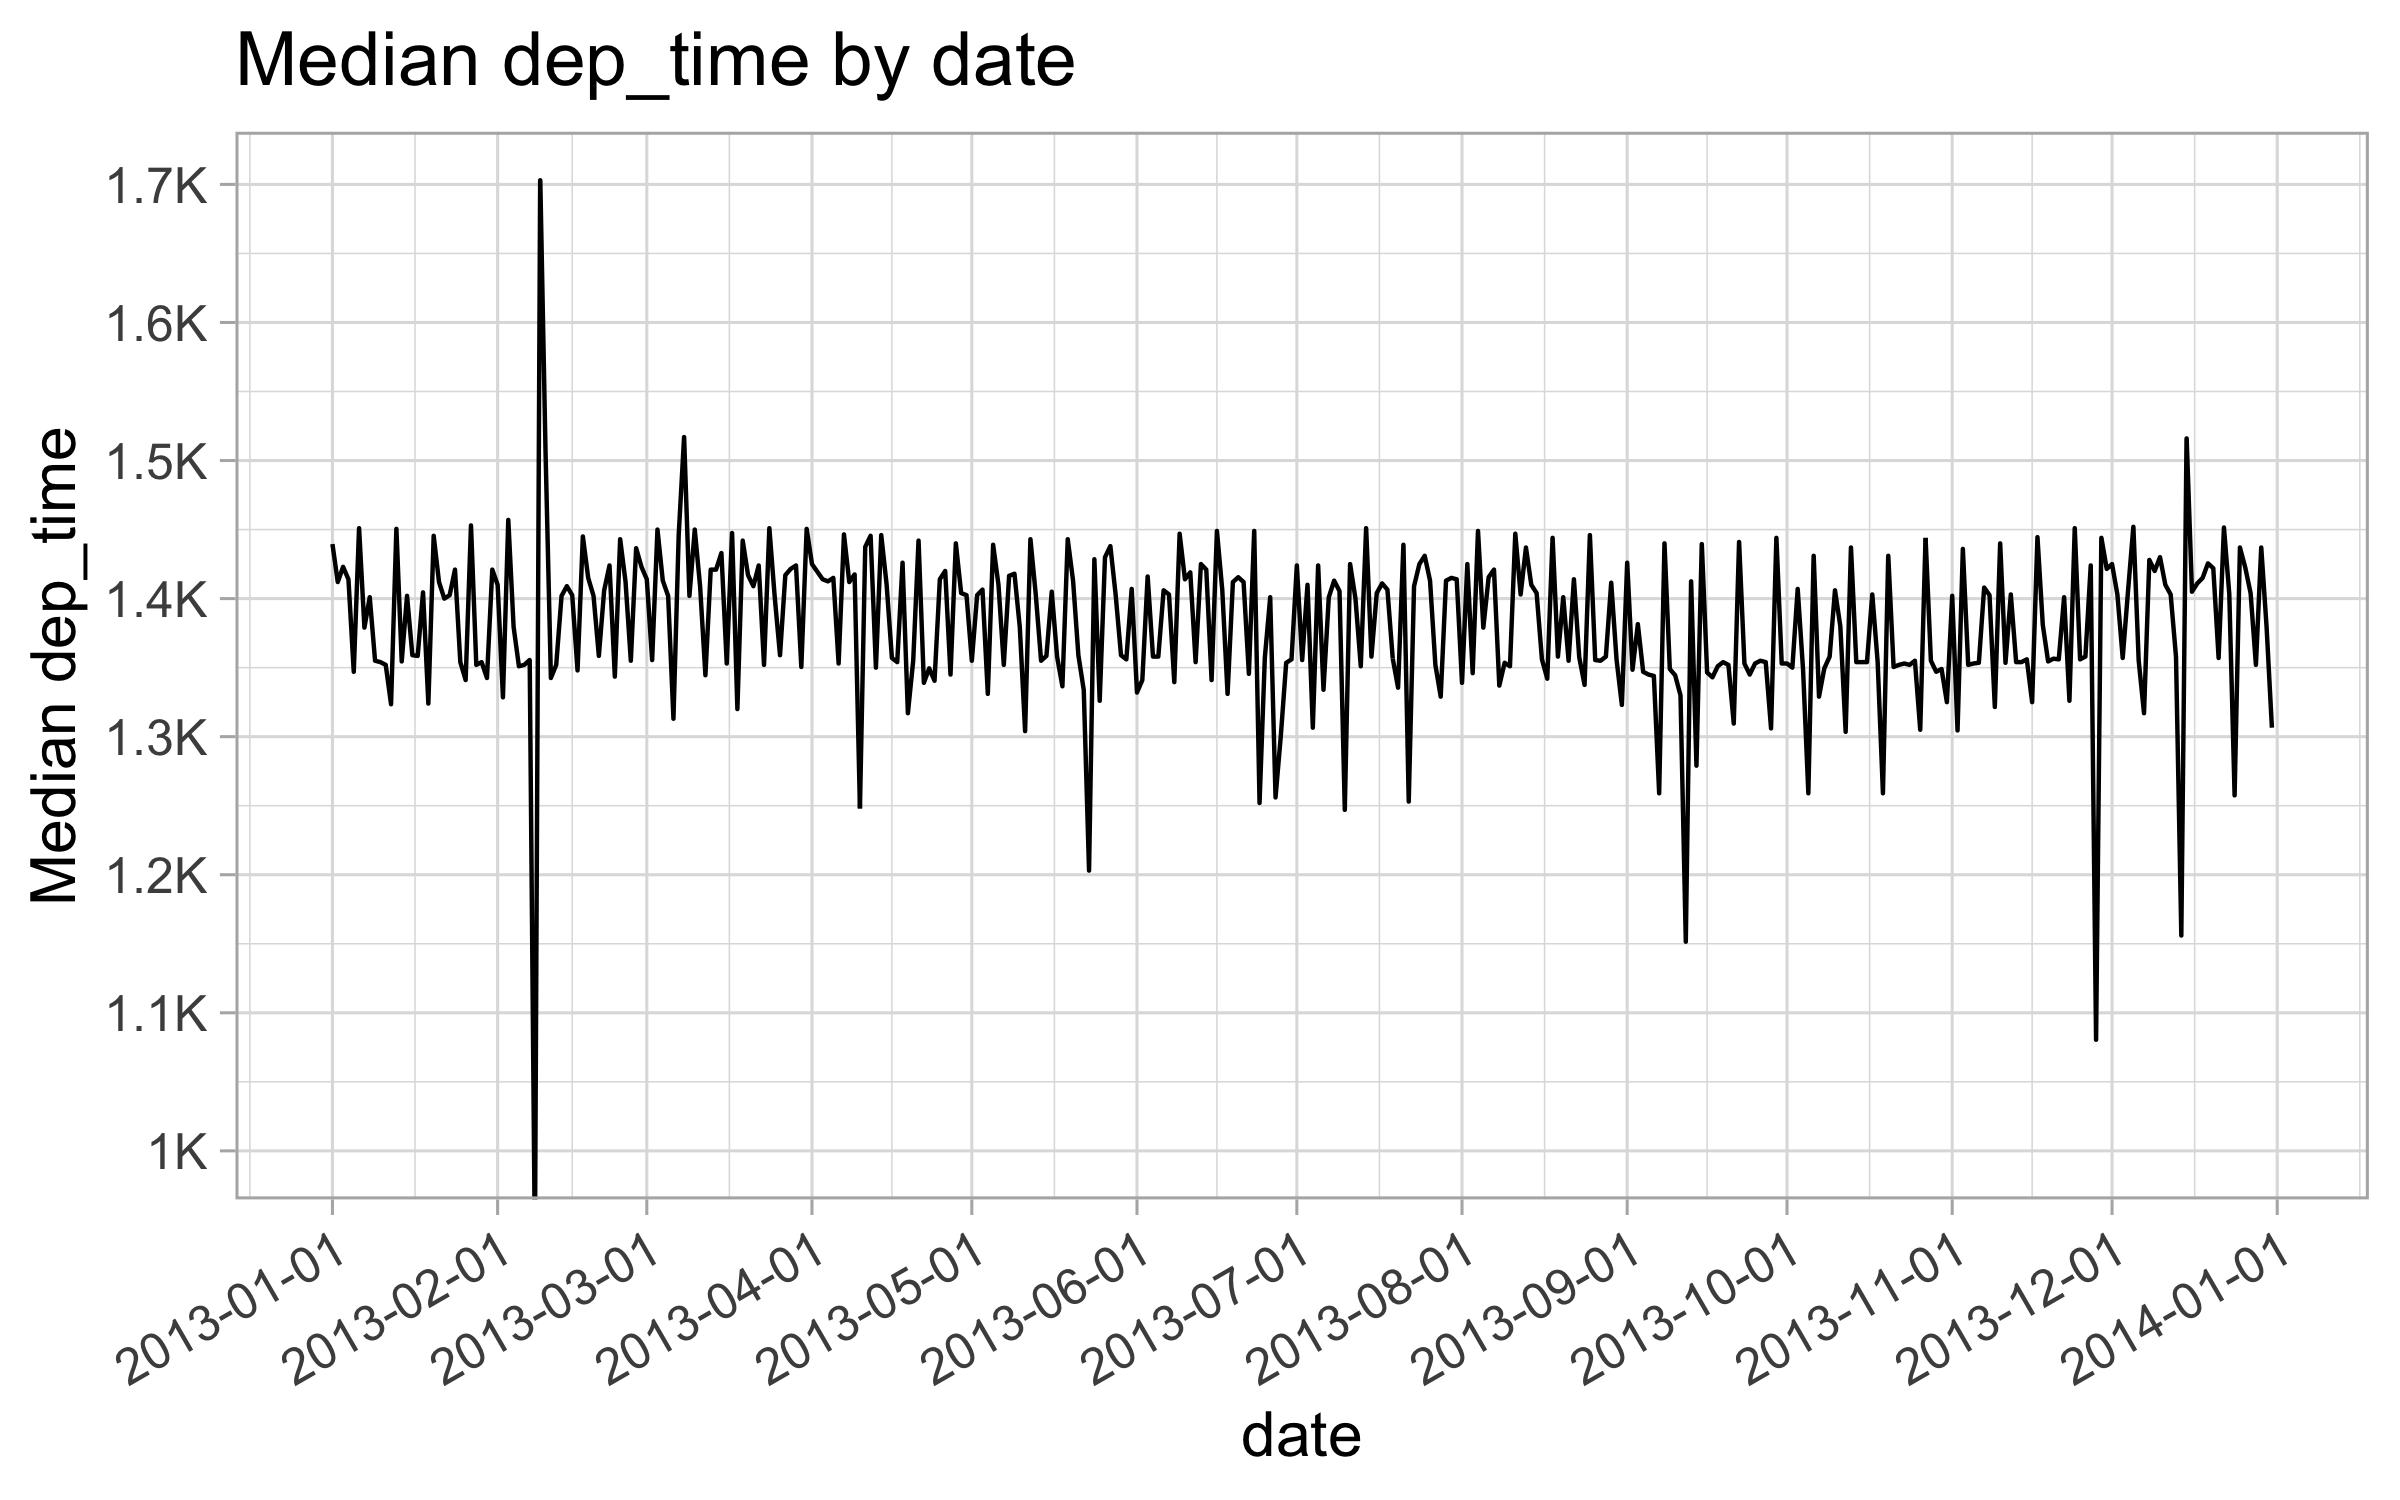 Median dep_time by date
Median dep_time
1.7K
1.6K
1.5K
1.4K
1.3K
1.2K
1.1K
1K
2013-01-01
2013-02-01
2013-03-01
2013-04-01
2013-05-01
2013-06-01
2013-07-01
2013-08-01
2013-09-01
2013-10-01
2013-11-01
2013-12-01
2014-01-01
date